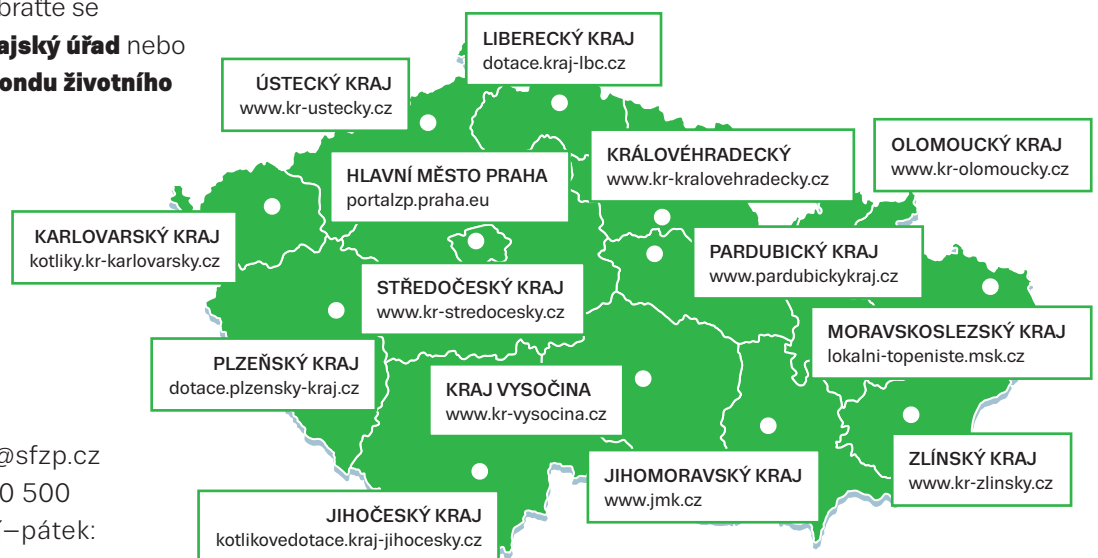 braťte se
ajský úřad nebo
ondu životního
LIBERECKÝ KRAJ
dotace.kraj-lbc.cz
ÚSTECKÝ KRAJ
www.kr-ustecky.cz
OLOMOUCKÝ KRAJ
www.kr-olomoucky.cz
KRÁLOVÉHRADECKÝ
www.kr-kralovehradecky.cz
HLAVNÍ MĚSTO PRAHA
portalzp.praha.eu
KARLOVARSKÝ KRAJ
kotliky.kr-karlovarsky.cz
PARDUBICKÝ KRAJ
www.pardubickykraj.cz
STŘEDOČESKÝ KRAJ
www.kr-stredocesky.cz
MORAVSKOSLEZSKÝ KRAJ
lokalni-topeniste.msk.cz
PLZEŇSKÝ KRAJ
dotace.plzensky-kraj.cz
KRAJ VYSOČINA
www.kr-vysocina.cz
ZLÍNSKÝ KRAJ
www.kr-zlinsky.cz
JIHOMORAVSKÝ KRAJ
www.jmk.cz
JIHOČESKÝ KRAJ
kotlikovedotace.kraj-jihocesky.cz
@sfzp.cz
0 500
–pátek: